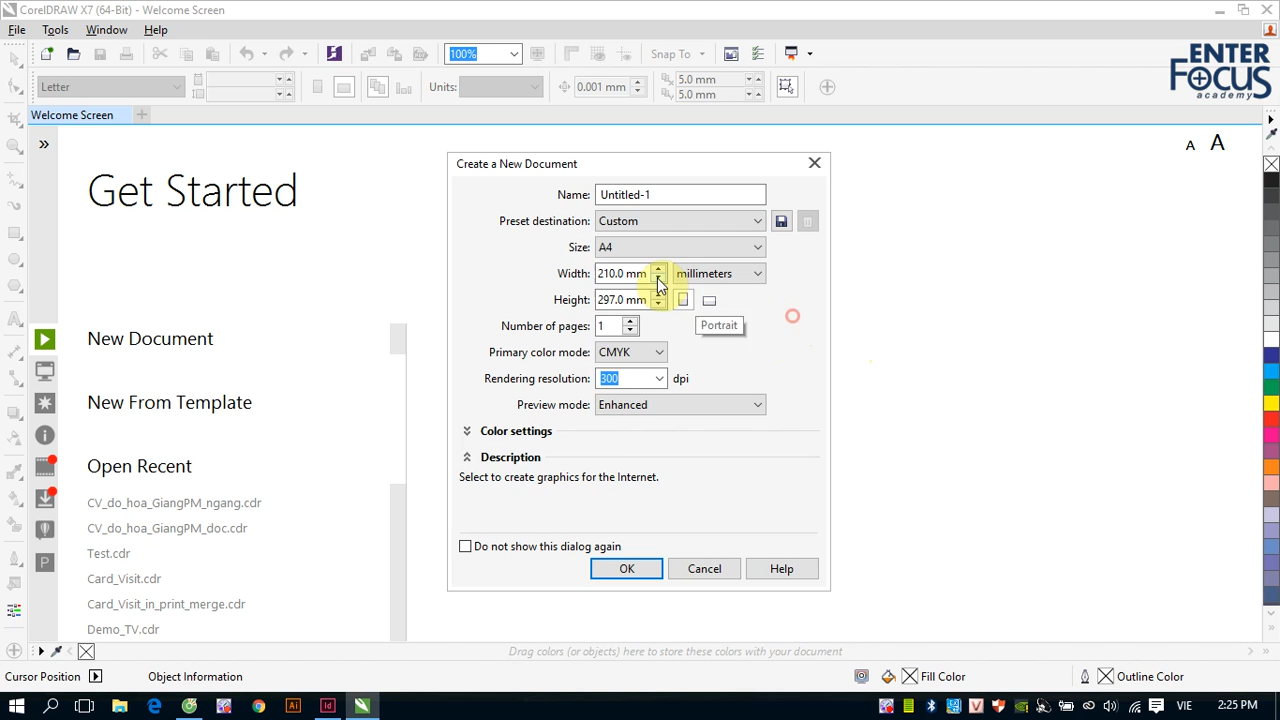 CorelDRAW X7 (64-Bit) - Welcome Screen
File Tools Window Help
100% Snap To
ENTER
FOCUS
academy
Letter Units: 0.001 mm 5.0 mm
5.0 mm
Welcome Screen
A A
Get Started
New Document
New From Template
Open Recent
CV_do_hoa_GiangPM_ngang.cdr
CV_do_hoa_GiangPM_doc.cdr
Test.cdr
Card_Visit.cdr
Card_Visit_in_print_merge.cdr
Demo_TV.cdr
Create a New Document
Name: Untitled-1
Preset destination: Custom
Size: A4
Width: 210.0 mm millimeters
Height: 297.0 mm
Portrait
Number of pages: 1
Primary color mode: CMYK
Rendering resolution: 300 dpi
Preview mode: Enhanced
Color settings
Description
Select to create graphics for the Internet.
Do not show this dialog again
OK Cancel Help
Drag colors (or objects) here to store these colors with your document
Cursor Position Object Information Fill Color Outline Color
Ai Id VIE 2:25 PM